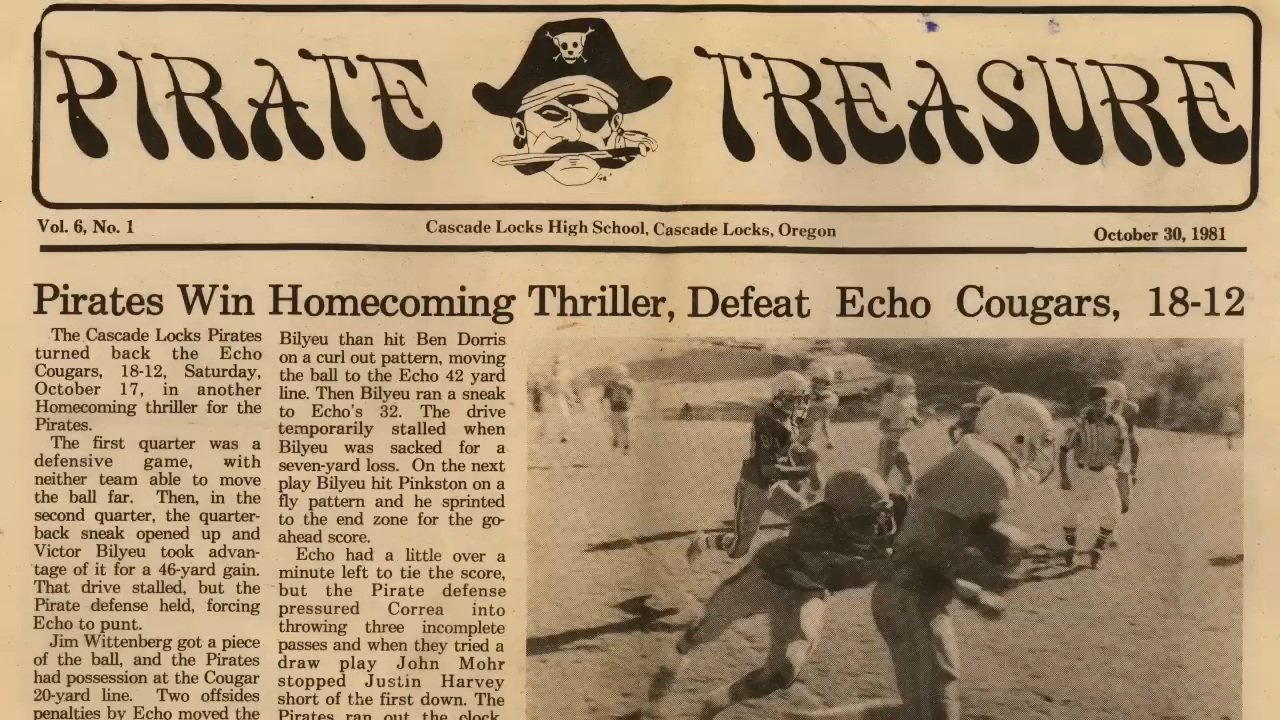 PIRATE TREASURE
Vol. 6, No. 1
Cascade Locks High School, Cascade Locks, Oregon
October 30, 1981
Pirates Win Homecoming Thriller, Defeat Echo Cougars, 18-12
The Cascade Locks Pirates
turned back the Echo
Cougars, 18-12, Saturday,
October 17, in another
Homecoming thriller for the
Pirates.
The first quarter was a
defensive game, with
neither team able to move
the ball far. Then, in the
second quarter, the quarter-
back sneak opened up and
Victor Bilyeu took advan-
tage of it for a 46-yard gain.
That drive stalled, but the
Pirate defense held, forcing
Echo to punt.
Jim Wittenberg got a piece
of the ball, and the Pirates
had possession at the Cougar
20-yard line. Two offsides
penalties by Echo moved the
Bilyeu than hit Ben Dorris
on a curl out pattern, moving
the ball to the Echo 42 yard
line. Then Bilyeu ran a sneak
to Echo's 32. The drive
temporarily stalled when
Bilyeu was sacked for a
seven-yard loss. On the next
play Bilyeu hit Pinkston on a
fly pattern and he sprinted
to the end zone for the go-
ahead score.
Echo had a little over a
minute left to tie the score,
but the Pirate defense
pressured Correa into
throwing three incomplete
passes and when they tried a
draw play John Mohr
stopped Justin Harvey
short of the first down. The
Pirates ran out the clock